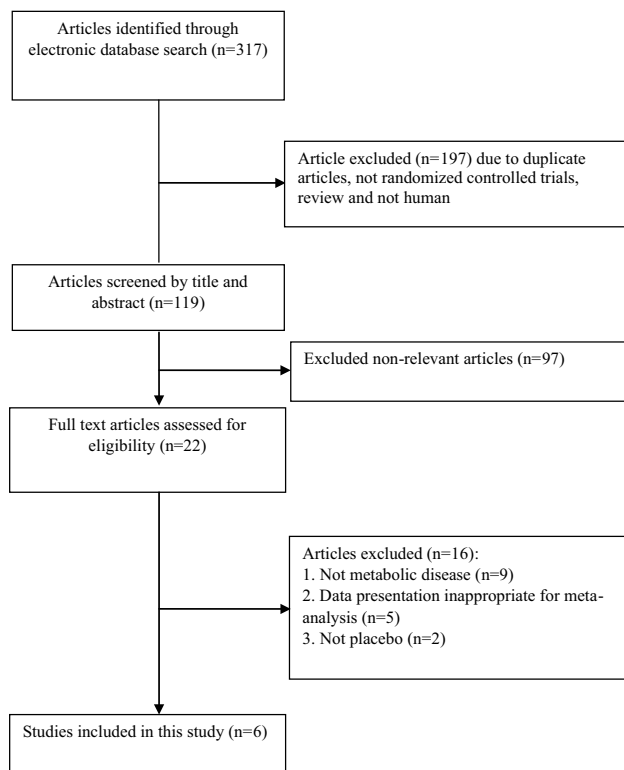 Articles identified through
electronic database search (n=317)
Article excluded (n=197) due to duplicate
articles, not randomized controlled trials,
review and not human
Articles screened by title and
abstract (n=119)
Excluded non-relevant articles (n=97)
Full text articles assessed for
eligibility (n=22)
Articles excluded (n=16):
1. Not metabolic disease (n=9)
2. Data presentation inappropriate for meta-
analysis (n=5)
3. Not placebo (n=2)
Studies included in this study (n=6)